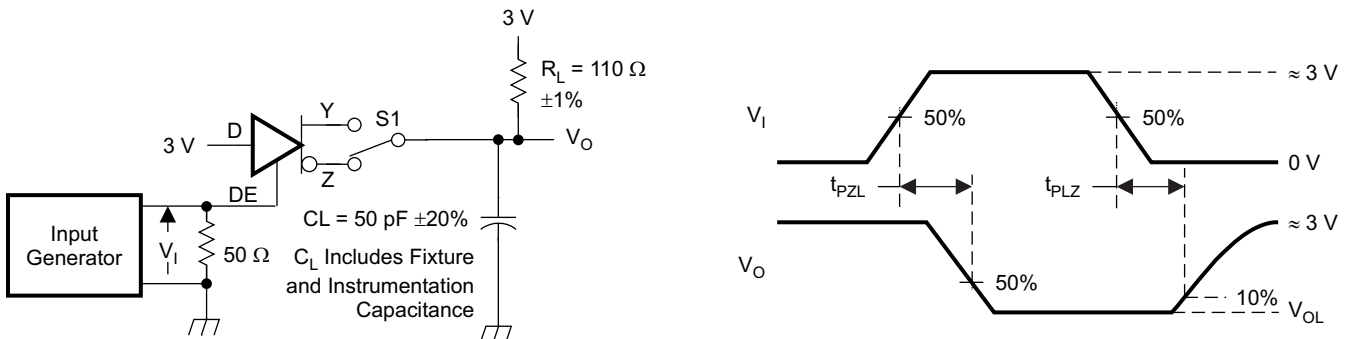 3 V
R_L = 110 Ω
±1%
Y
S1
D
3 V
V_O
Z
DE
Input
Generator
V_I
50 Ω
CL = 50 pF ±20%
C_L Includes Fixture
and Instrumentation
Capacitance
≈ 3 V
V_I
50%
50%
0 V
t_PZL
t_PLZ
≈ 3 V
V_O
50%
10%
V_OL